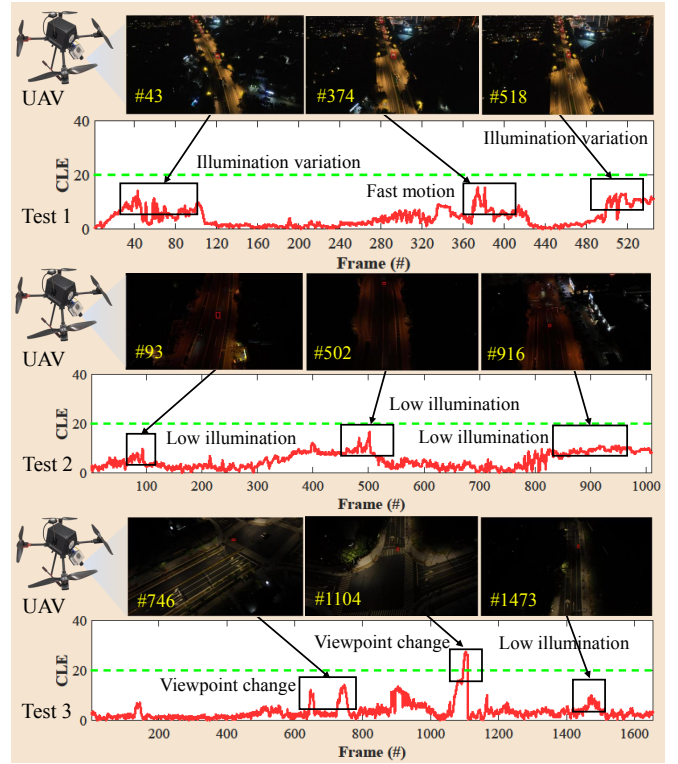 UAV
#43
#374
#518
40
20
0
CLE
Illumination variation
Fast motion
Illumination variation
Test 1
40 80 120 160 200 240 280 320 360 400 440 480 520
Frame (#)
UAV
#93
#502
#916
40
20
0
CLE
Low illumination
Low illumination
Low illumination
Test 2
100 200 300 400 500 600 700 800 900 1000
Frame (#)
UAV
#746
#1104
#1473
40
20
0
CLE
Viewpoint change
Viewpoint change
Low illumination
Test 3
200 400 600 800 1000 1200 1400 1600
Frame (#)